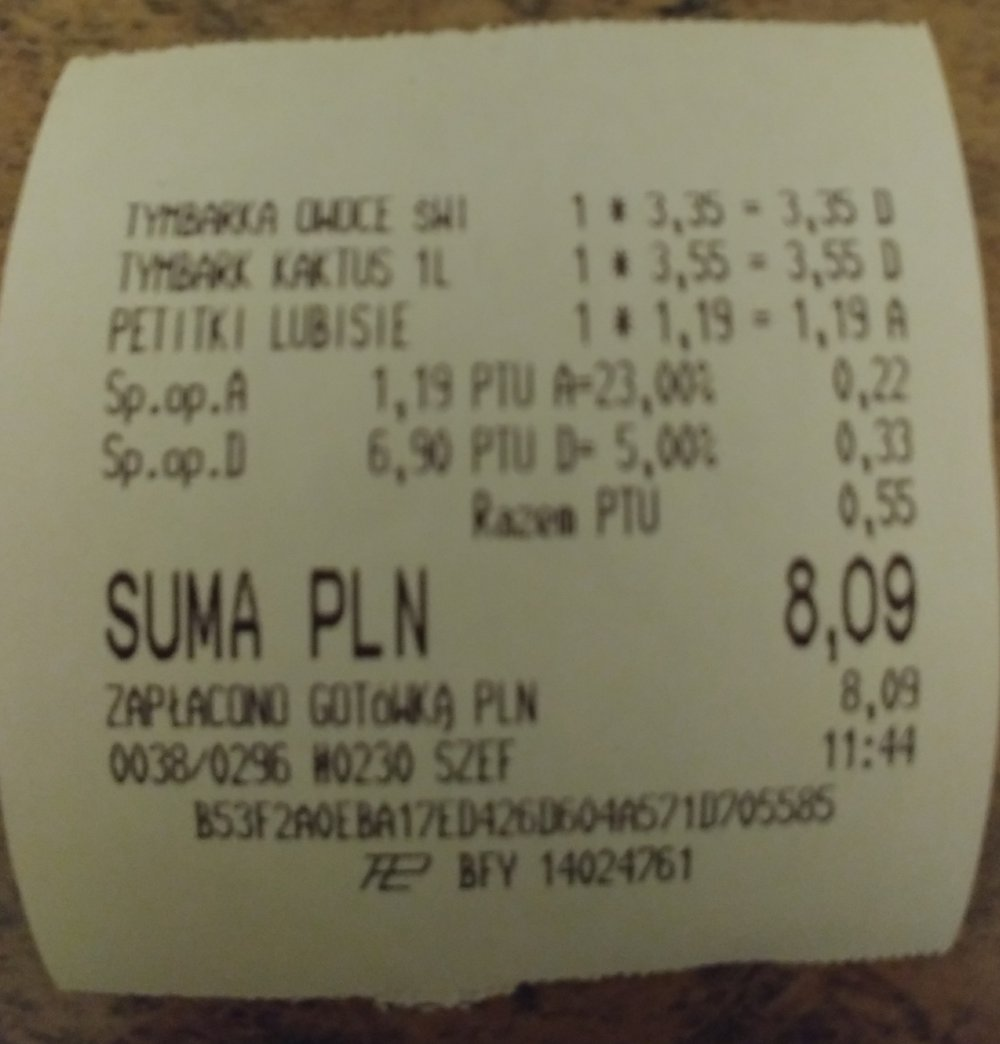 TYMBARKA OWOCE SWI 1 * 3,35 = 3,35 D
TYMBARK KAKTUS 1L 1 * 3,55 = 3,55 D
PETITKI LUBISIE 1 * 1,19 = 1,19 A
Sp.op.A 1,19 PTU A=23,00% 0,22
Sp.op.D 6,90 PTU D= 5,00% 0,33
Razem PTU 0,55
SUMA PLN 8,09
ZAPŁACONO GOTÓWKĄ PLN 8,09
0038/0296 #0230 SZEF 11:44
B53F2A0EBA17ED426D604A571D705585
BFY 14024761